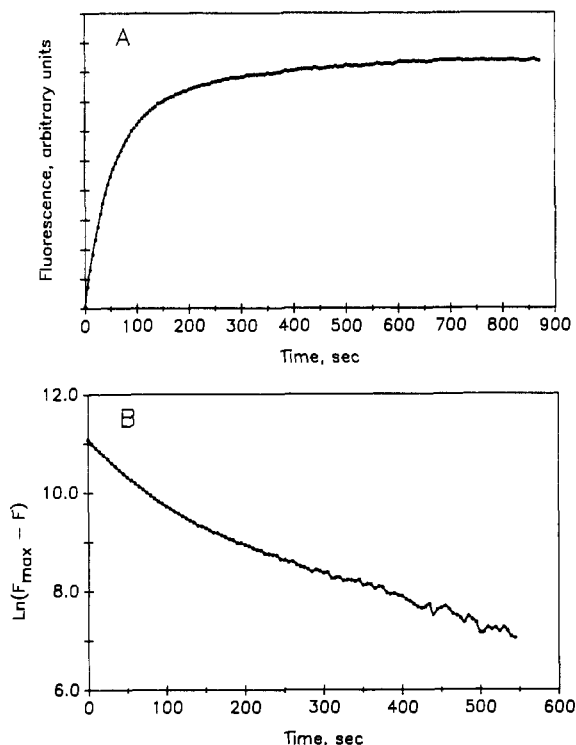 A
Fluorescence, arbitrary units
0 100 200 300 400 500 600 700 800 900
Time, sec
B
12.0
10.0
8.0
6.0
Ln(Fmax − F)
0 100 200 300 400 500 600
Time, sec